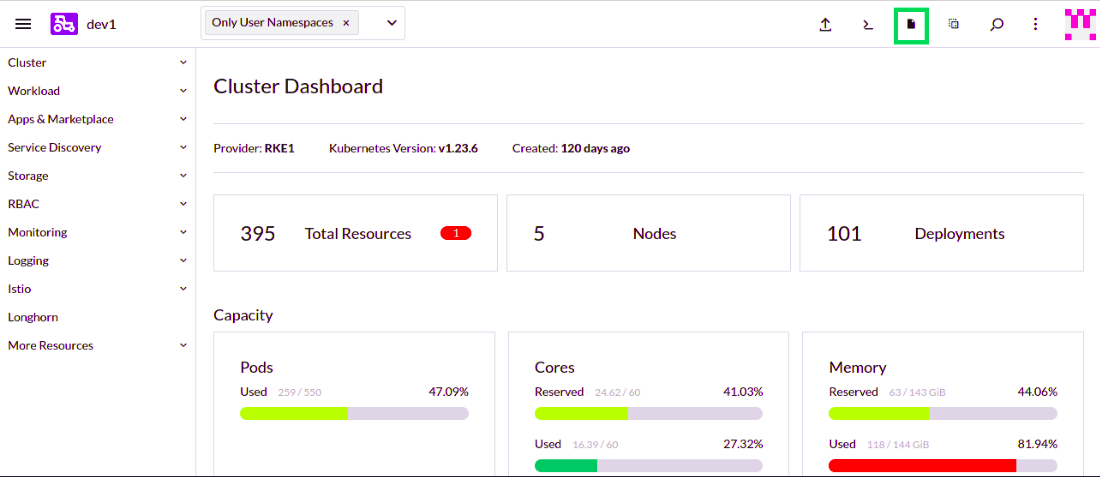 dev1
Only User Namespaces ×
Cluster
Workload
Apps & Marketplace
Service Discovery
Storage
RBAC
Monitoring
Logging
Istio
Longhorn
More Resources
Cluster Dashboard
Provider: RKE1 Kubernetes Version: v1.23.6 Created: 120 days ago
395 Total Resources 1
5 Nodes
101 Deployments
Capacity
Pods
Used 259 / 550 47.09%
Cores
Reserved 24.62 / 60 41.03%
Used 16.39 / 60 27.32%
Memory
Reserved 63 / 143 GiB 44.06%
Used 118 / 144 GiB 81.94%